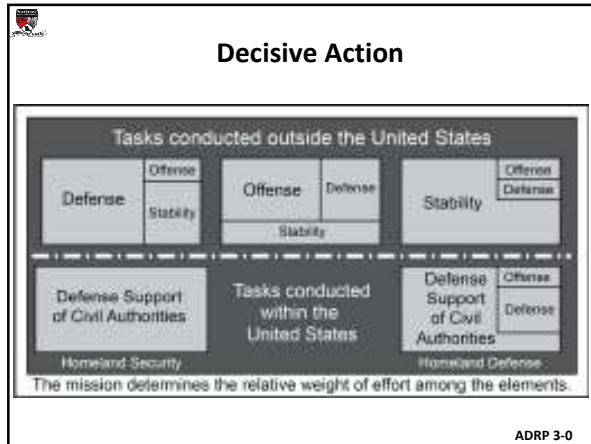 Decisive Action
Tasks conducted outside the United States
Defense
Offense
Stability
Offense
Defense
Stability
Stability
Offense
Defense
Defense Support
of Civil Authorities
Homeland Security
Tasks conducted
within the
United States
Defense
Support
of Civil
Authorities
Offense
Defense
Homeland Defense
The mission determines the relative weight of effort among the elements.
ADRP 3-0